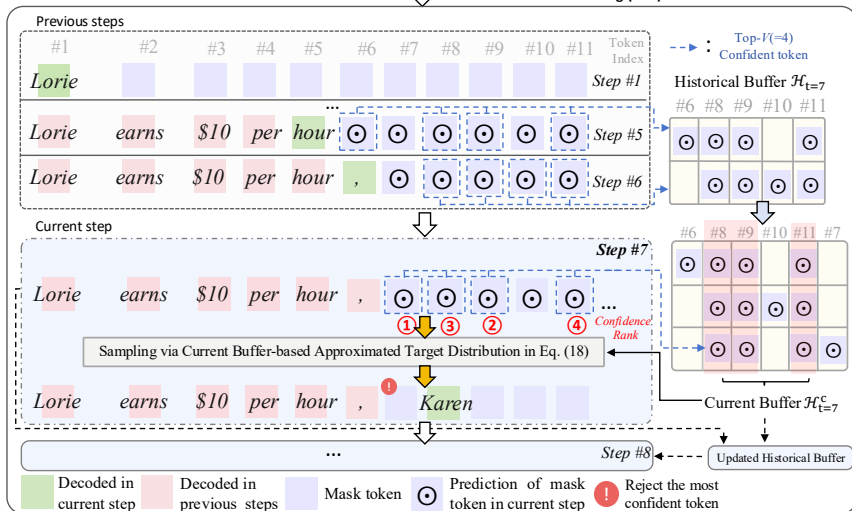 Previous steps
#1 #2 #3 #4 #5 #6 #7 #8 #9 #10 #11 Token Index
Lorie Step #1
...
Lorie earns $10 per hour Step #5
Lorie earns $10 per hour , Step #6
Top-V(=4)
: Confident token
Historical Buffer ℋt=7
#6 #8 #9 #11
Current step
Step #7
Lorie earns $10 per hour , ...
① ③ ② ④ Confidence Rank
Sampling via Current Buffer-based Approximated Target Distribution in Eq. (18)
! 
Lorie earns $10 per hour , Karen
#6 #8 #9 #10 #11 #7
Current Buffer ℋᶜt=7
... Step #8
Updated Historical Buffer
Decoded in current step
Decoded in previous steps
Mask token
Prediction of mask token in current step
! Reject the most confident token